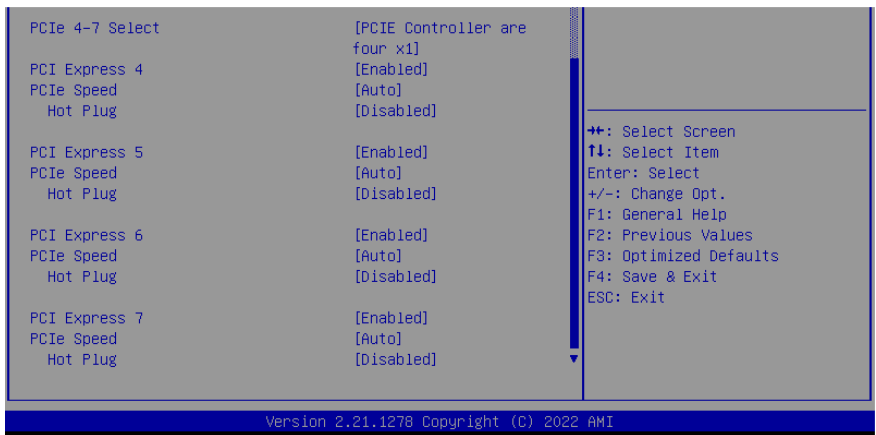 PCIe 4-7 Select [PCIE Controller are
four x1]
PCI Express 4 [Enabled]
PCIe Speed [Auto]
Hot Plug [Disabled]
PCI Express 5 [Enabled]
PCIe Speed [Auto]
Hot Plug [Disabled]
PCI Express 6 [Enabled]
PCIe Speed [Auto]
Hot Plug [Disabled]
PCI Express 7 [Enabled]
PCIe Speed [Auto]
Hot Plug [Disabled]
→←: Select Screen
↑↓: Select Item
Enter: Select
+/-: Change Opt.
F1: General Help
F2: Previous Values
F3: Optimized Defaults
F4: Save & Exit
ESC: Exit
Version 2.21.1278 Copyright (C) 2022 AMI